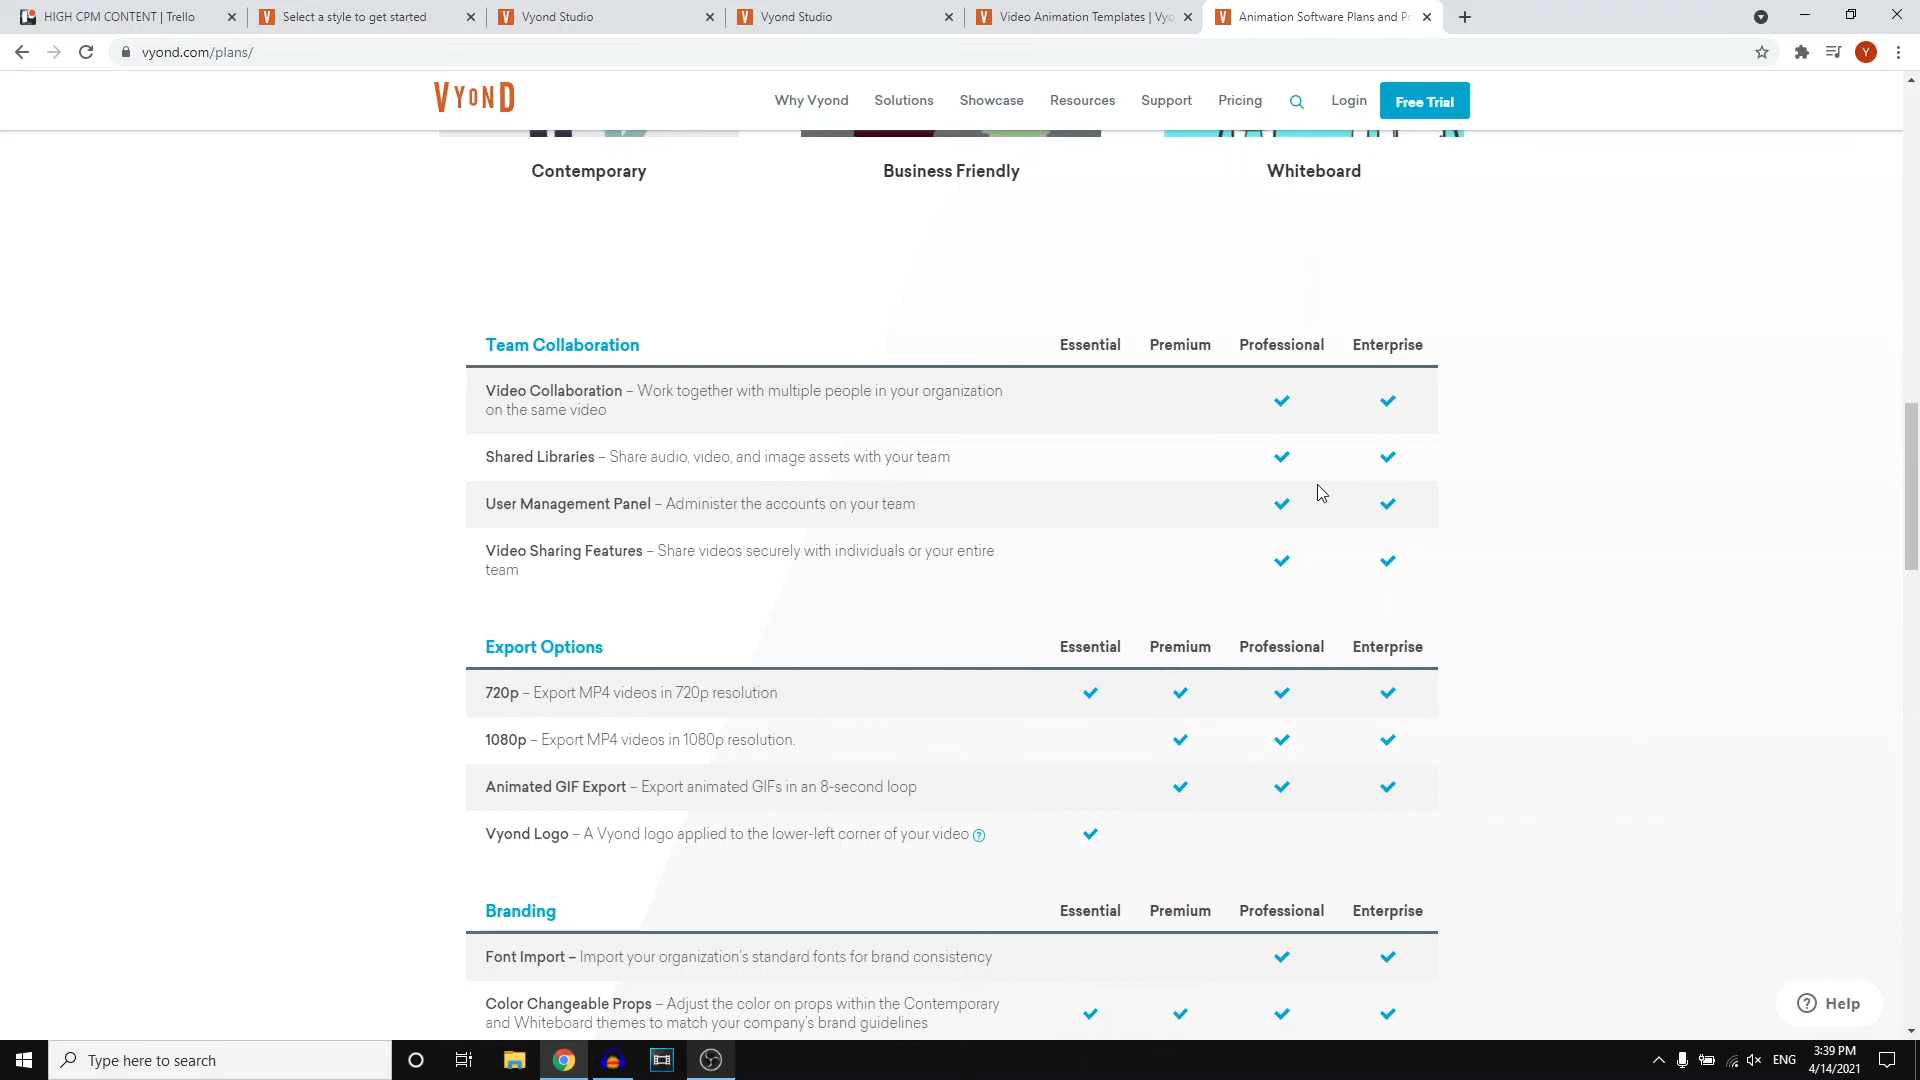 HIGH CPM CONTENT | Trello
Select a style to get started
Vyond Studio
Vyond Studio
Video Animation Templates | Vyo
Animation Software Plans and Pr
vyond.com/plans/
Y
VYOND
Why Vyond
Solutions
Showcase
Resources
Support
Pricing
Login
Free Trial
Contemporary
Business Friendly
Whiteboard
Team Collaboration Essential Premium Professional Enterprise
Video Collaboration – Work together with multiple people in your organization
on the same video
Shared Libraries – Share audio, video, and image assets with your team
User Management Panel – Administer the accounts on your team
Video Sharing Features – Share videos securely with individuals or your entire
team
Export Options Essential Premium Professional Enterprise
720p – Export MP4 videos in 720p resolution
1080p – Export MP4 videos in 1080p resolution.
Animated GIF Export – Export animated GIFs in an 8-second loop
Vyond Logo – A Vyond logo applied to the lower-left corner of your video
Branding Essential Premium Professional Enterprise
Font Import – Import your organization's standard fonts for brand consistency
Color Changeable Props – Adjust the color on props within the Contemporary
and Whiteboard themes to match your company's brand guidelines
Help
Type here to search
ENG
3:39 PM
4/14/2021